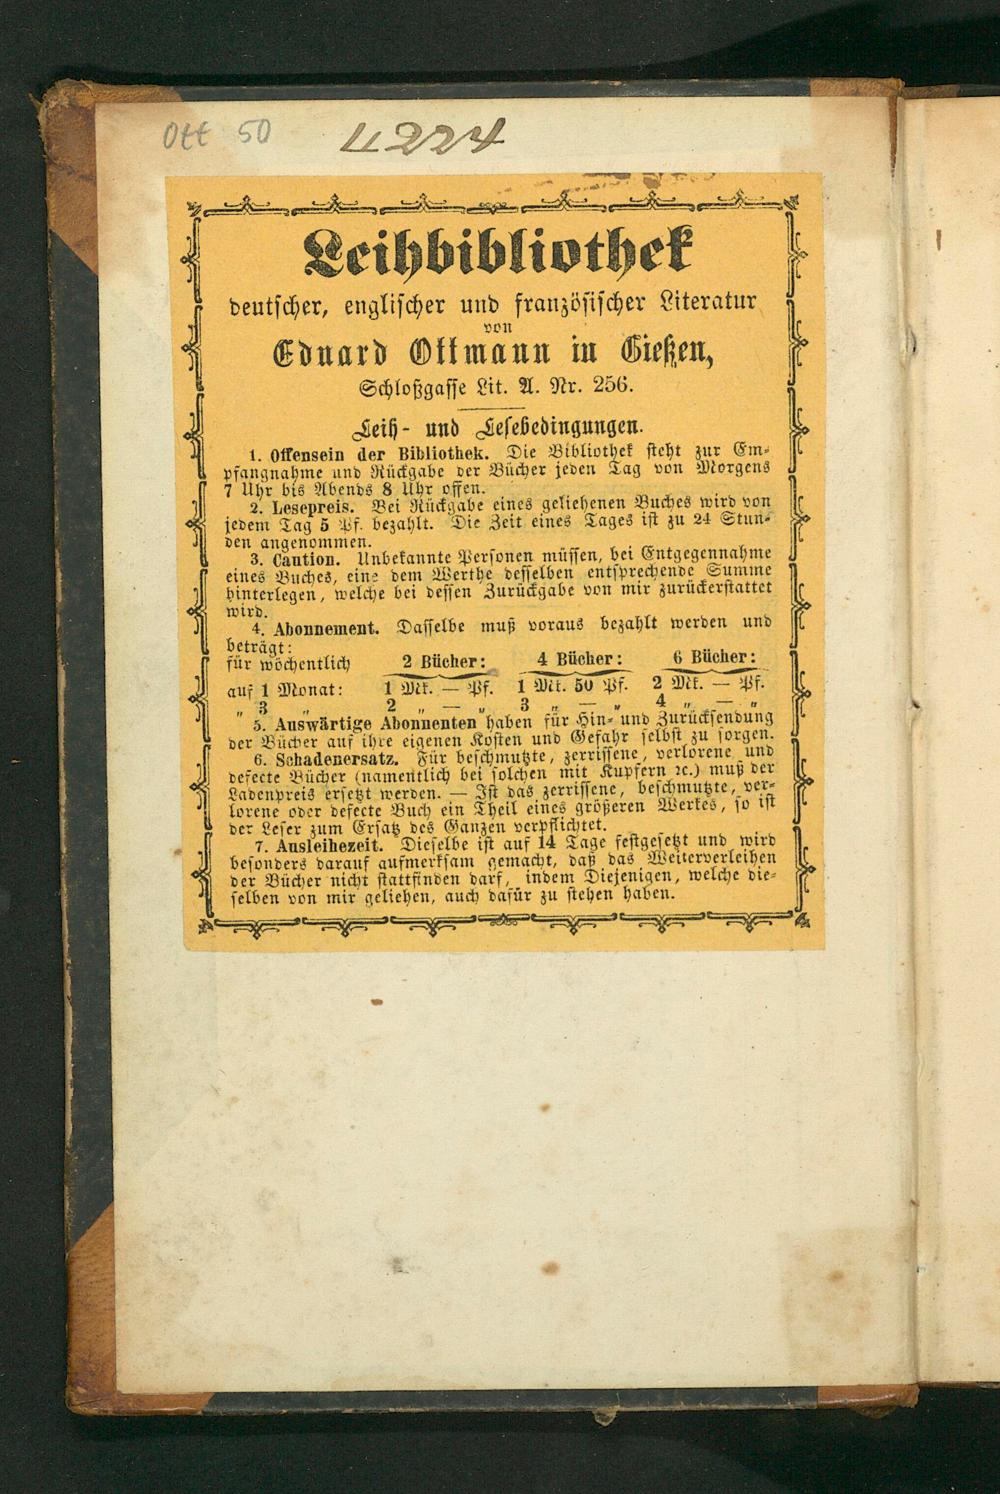 Ott 50 4224
Leihbibliothek
deutscher, englischer und französischer Literatur
von
Eduard Ottmann in Gießen,
Schloßgasse Lit. A. Nr. 256.
Leih- und Lesebedingungen.
1. Offensein der Bibliothek. Die Bibliothek steht zur Em-
pfangnahme und Rückgabe der Bücher jeden Tag von Morgens
7 Uhr bis Abends 8 Uhr offen.
2. Lesepreis. Bei Rückgabe eines geliehenen Buches wird von
jedem Tag 5 Pf. bezahlt. Die Zeit eines Tages ist zu 24 Stun-
den angenommen.
3. Caution. Unbekannte Personen müssen, bei Entgegennahme
eines Buches, eine dem Werthe desselben entsprechende Summe
hinterlegen, welche bei dessen Zurückgabe von mir zurückerstattet
wird.
4. Abonnement. Dasselbe muß voraus bezahlt werden und
beträgt:
für wöchentlich 2 Bücher: 4 Bücher: 6 Bücher:
auf 1 Monat: 1 Mk. — Pf. 1 Mk. 50 Pf. 2 Mk. — Pf.
„ 3 „ 2 „ — „ 3 „ — „ 4 „ — „
5. Auswärtige Abonnenten haben für Hin- und Zurücksendung
der Bücher auf ihre eigenen Kosten und Gefahr selbst zu sorgen.
6. Schadenersatz. Für beschmutzte, zerrissene, verlorene und
defecte Bücher (namentlich bei solchen mit Kupfern ꝛc.) muß der
Ladenpreis ersetzt werden. — Ist das zerrissene, beschmutzte, ver-
lorene oder defecte Buch ein Theil eines größeren Werkes, so ist
der Leser zum Ersatz des Ganzen verpflichtet.
7. Ausleihezeit. Dieselbe ist auf 14 Tage festgesetzt und wird
besonders darauf aufmerksam gemacht, daß das Weiterverleihen
der Bücher nicht stattfinden darf, indem Diejenigen, welche die-
selben von mir geliehen, auch dafür zu stehen haben.